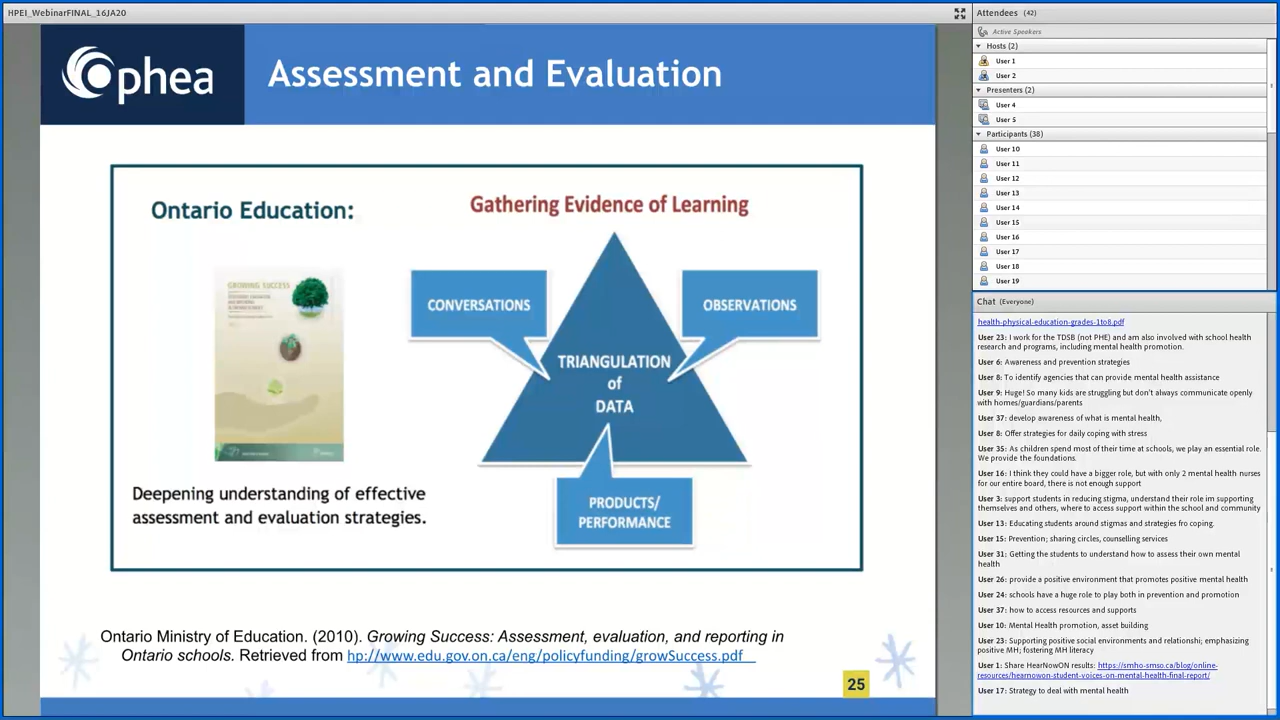 HPEI_WebinarFINAL_16JA20
Ophea
Assessment and Evaluation
Ontario Education:
GROWING SUCCESS
Deepening understanding of effective
assessment and evaluation strategies.
Gathering Evidence of Learning
CONVERSATIONS
OBSERVATIONS
TRIANGULATION
of
DATA
PRODUCTS/
PERFORMANCE
Ontario Ministry of Education. (2010). Growing Success: Assessment, evaluation, and reporting in
Ontario schools. Retrieved from hp://www.edu.gov.on.ca/eng/policyfunding/growSuccess.pdf
25
Attendees (42)
Active Speakers
Hosts (2)
User 1
User 2
Presenters (2)
User 4
User 5
Participants (38)
User 10
User 11
User 12
User 13
User 14
User 15
User 16
User 17
User 18
User 19
Chat (Everyone)
health-physical-education-grades-1to8.pdf
User 23: I work for the TDSB (not PHE) and am also involved with school health
research and programs, including mental health promotion.
User 6: Awareness and prevention strategies
User 8: To identify agencies that can provide mental health assistance
User 9: Huge! So many kids are struggling but don't always communicate openly
with homes/guardians/parents
User 37: develop awareness of what is mental health,
User 8: Offer strategies for daily coping with stress
User 35: As children spend most of their time at schools, we play an essential role.
We provide the foundations.
User 16: I think they could have a bigger role, but with only 2 mental health nurses
for our entire board, there is not enough support
User 3: support students in reducing stigma, understand their role im supporting
themselves and others, where to access support within the school and community
User 13: Educating students around stigmas and strategies fro coping.
User 15: Prevention; sharing circles, counselling services
User 31: Getting the students to understand how to assess their own mental
health
User 26: provide a positive environment that promotes positive mental health
User 24: schools have a huge role to play both in prevention and promotion
User 37: how to access resources and supports
User 10: Mental Health promotion, asset building
User 23: Supporting positive social environments and relationshi; emphasizing
positive MH; fostering MH literacy
User 1: Share HearNowON results: https://smho-smso.ca/blog/online-
resources/hearnowon-student-voices-on-mental-health-final-report/
User 17: Strategy to deal with mental health